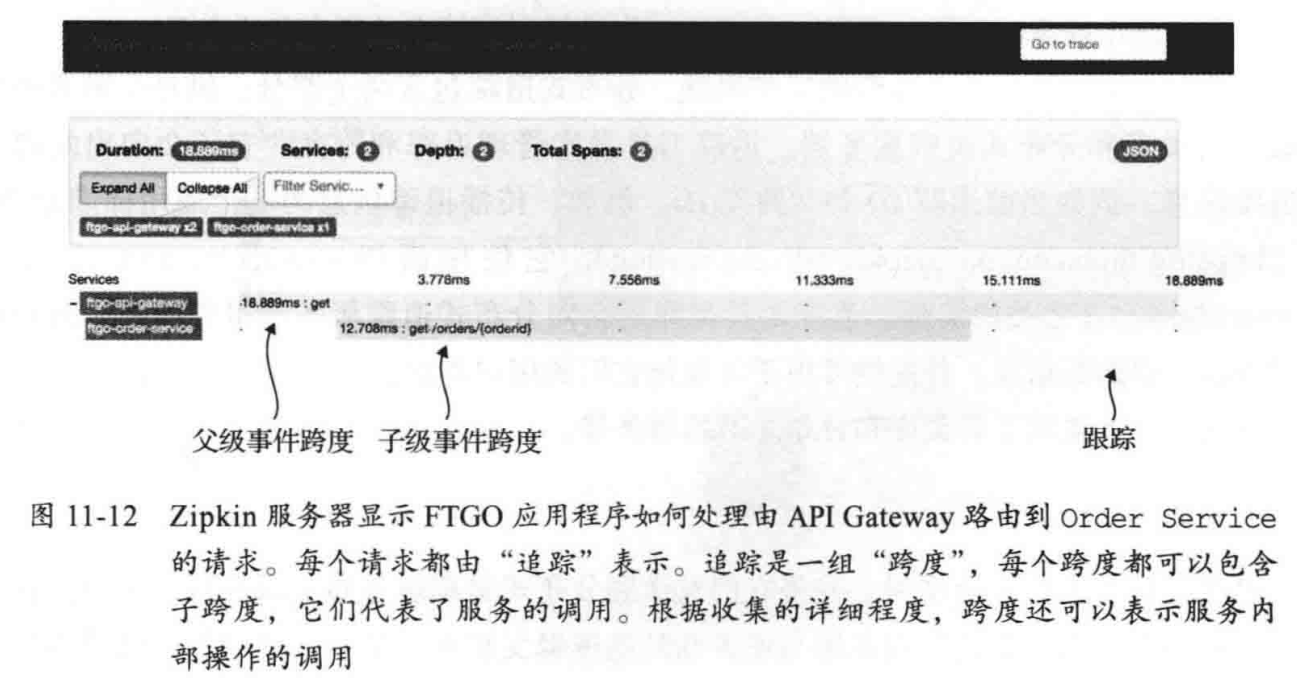 Go to trace
Duration: 18.889ms Services: 2 Depth: 2 Total Spans: 2 JSON
Expand All Collapse All Filter Servic...
ftgo-api-gateway x2 ftgo-order-service x1
Services 3.778ms 7.556ms 11.333ms 15.111ms 18.889ms
- ftgo-api-gateway 18.889ms : get
ftgo-order-service 12.708ms : get /orders/{orderid}
父级事件跨度 子级事件跨度 跟踪
图 11-12 Zipkin 服务器显示 FTGO 应用程序如何处理由 API Gateway 路由到 Order Service
的请求。每个请求都由“追踪”表示。追踪是一组“跨度”，每个跨度都可以包含
子跨度，它们代表了服务的调用。根据收集的详细程度，跨度还可以表示服务内
部操作的调用